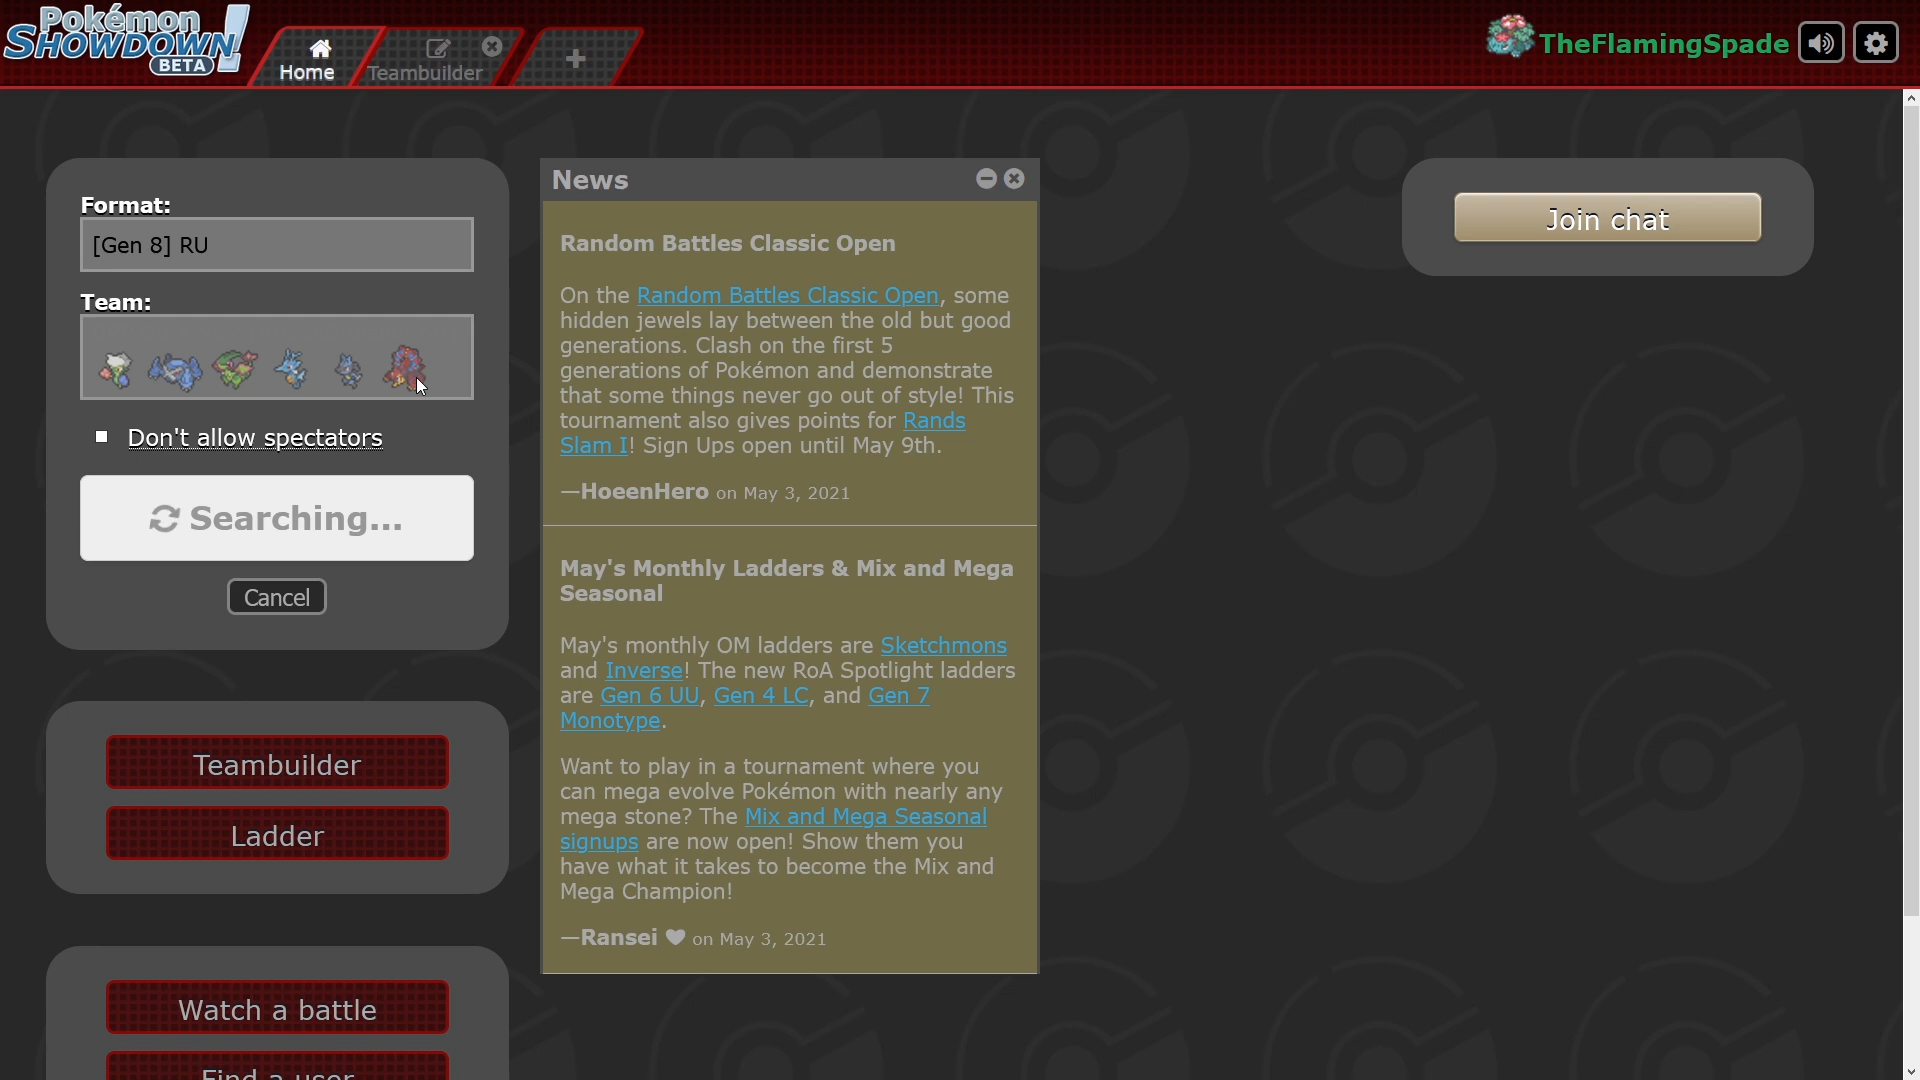 Pokémon
SHOWDOWN!
BETA
Home
Teambuilder
TheFlamingSpade
Format:
[Gen 8] RU
Team:
Don't allow spectators
Searching...
Cancel
Teambuilder
Ladder
Watch a battle
Find a user
News
Random Battles Classic Open
On the Random Battles Classic Open, some
hidden jewels lay between the old but good
generations. Clash on the first 5
generations of Pokémon and demonstrate
that some things never go out of style! This
tournament also gives points for Rands
Slam I! Sign Ups open until May 9th.
—HoeenHero on May 3, 2021
May's Monthly Ladders & Mix and Mega
Seasonal
May's monthly OM ladders are Sketchmons
and Inverse! The new RoA Spotlight ladders
are Gen 6 UU, Gen 4 LC, and Gen 7
Monotype.
Want to play in a tournament where you
can mega evolve Pokémon with nearly any
mega stone? The Mix and Mega Seasonal
signups are now open! Show them you
have what it takes to become the Mix and
Mega Champion!
—Ransei ♥ on May 3, 2021
Join chat